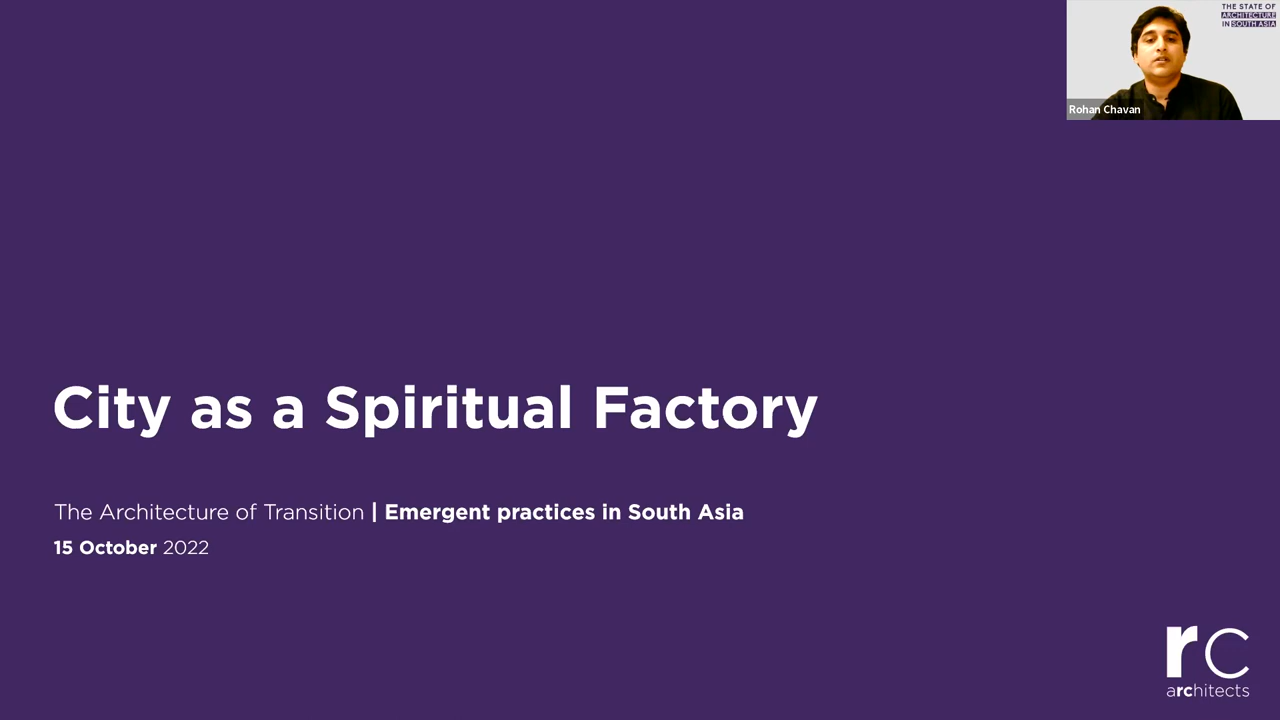 THE STATE OF
ARCHITECTURE
IN SOUTH ASIA
Rohan Chavan
City as a Spiritual Factory
The Architecture of Transition | Emergent practices in South Asia
15 October 2022
rc
architects